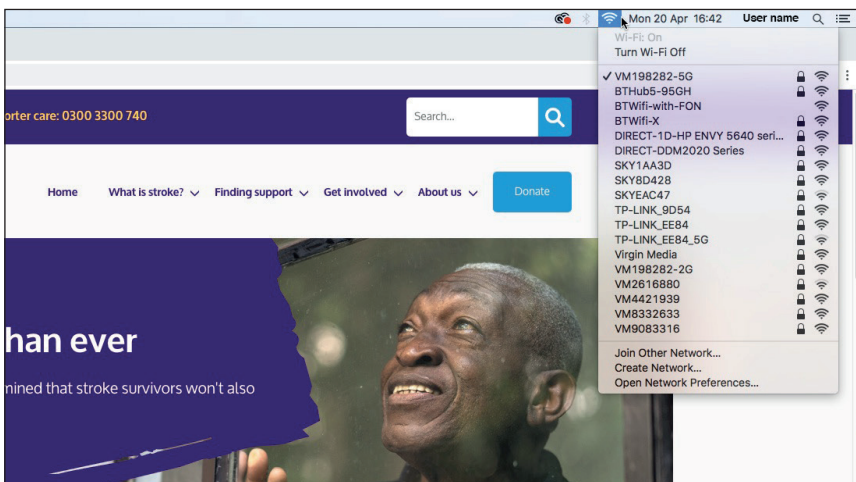 Mon 20 Apr 16:42 User name
Wi-Fi: On
Turn Wi-Fi Off
VM198282-5G
BTHub5-95GH
BTWifi-with-FON
BTWifi-X
DIRECT-1D-HP ENVY 5640 seri...
DIRECT-DDM2020 Series
SKY1AA3D
SKY8D428
SKYEAC47
TP-LINK_9D54
TP-LINK_EE84
TP-LINK_EE84_5G
Virgin Media
VM198282-2G
VM2616880
VM4421939
VM8332633
VM9083316
Join Other Network...
Create Network...
Open Network Preferences...
orter care: 0300 3300 740
Search...
Home What is stroke? Finding support Get involved About us Donate
han ever
mined that stroke survivors won't also